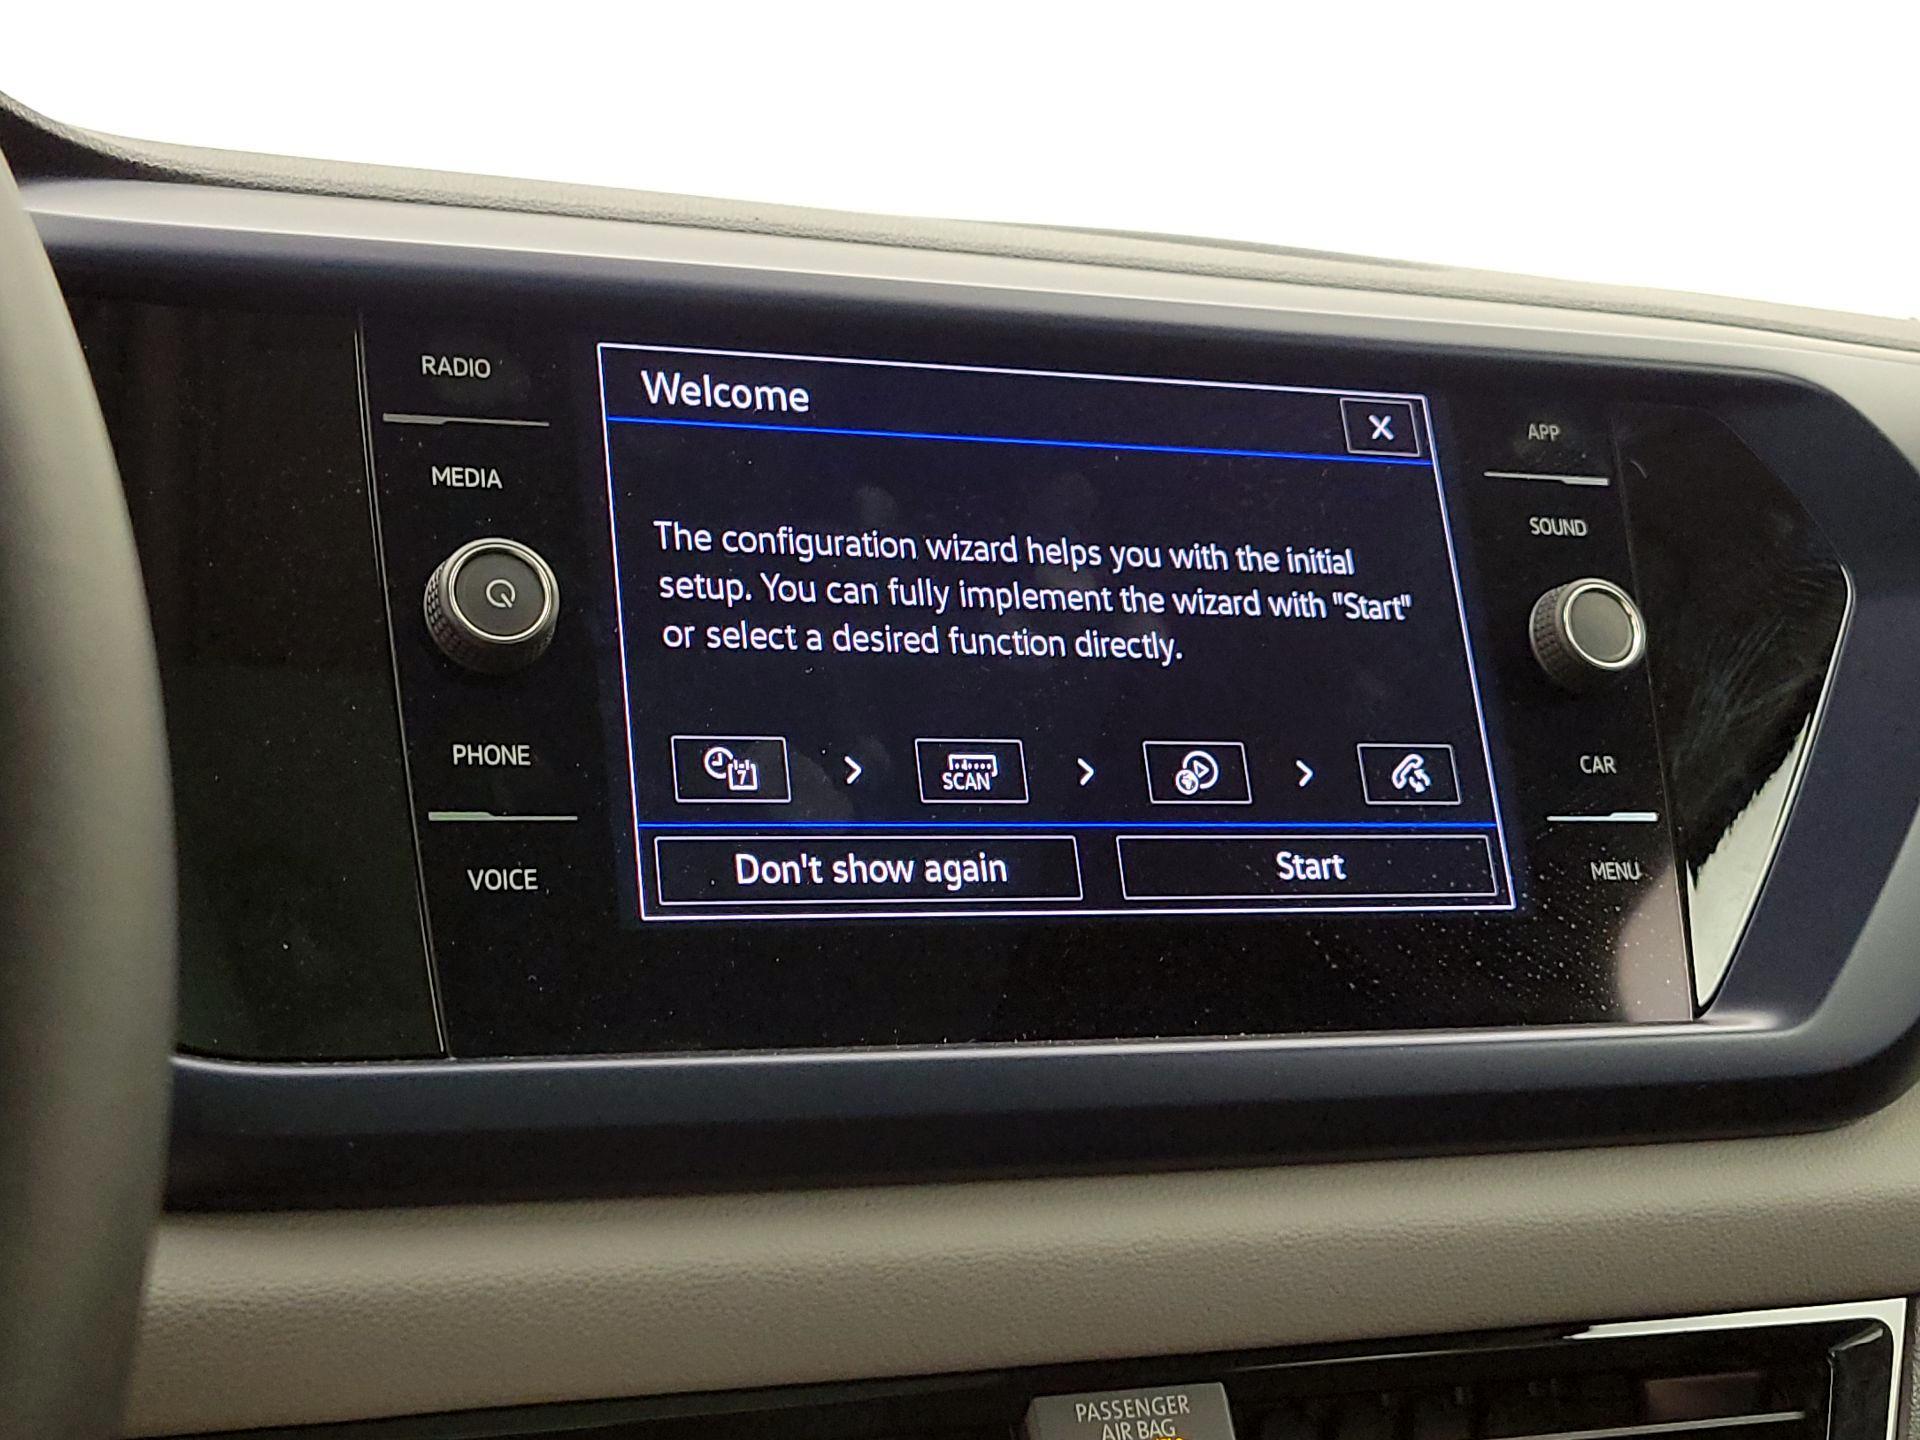 RADIO
MEDIA
PHONE
VOICE
Welcome
X
The configuration wizard helps you with the initial
setup. You can fully implement the wizard with "Start"
or select a desired function directly.
7
SCAN
Don't show again
Start
APP
SOUND
CAR
MENU
PASSENGER
AIR BAG